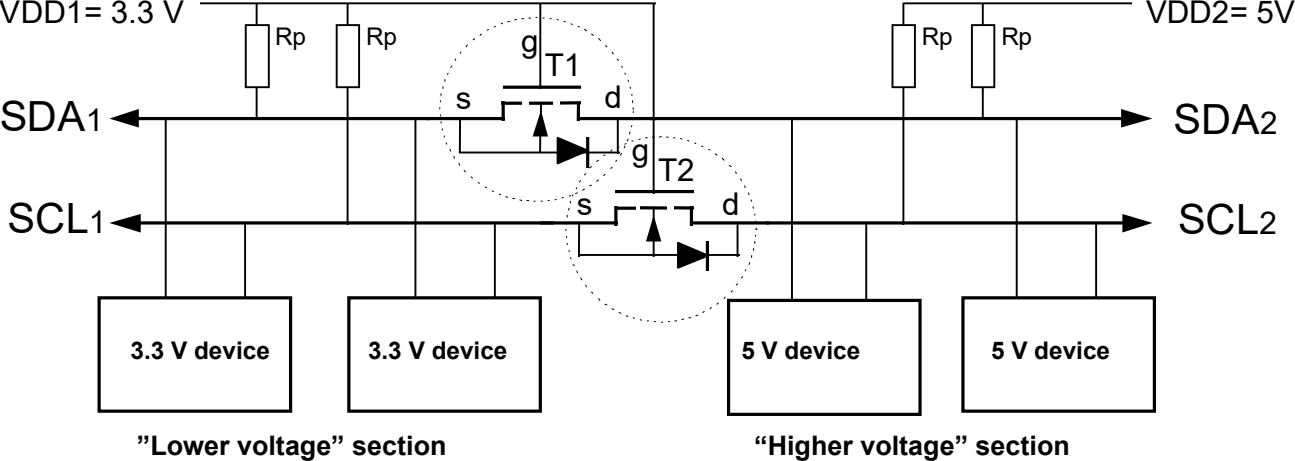 VDD1= 3.3 V
VDD2= 5V
Rp
Rp
Rp
Rp
g
T1
s
d
SDA1
SDA2
g
T2
s
d
SCL1
SCL2
3.3 V device
3.3 V device
5 V device
5 V device
”Lower voltage” section
“Higher voltage” section